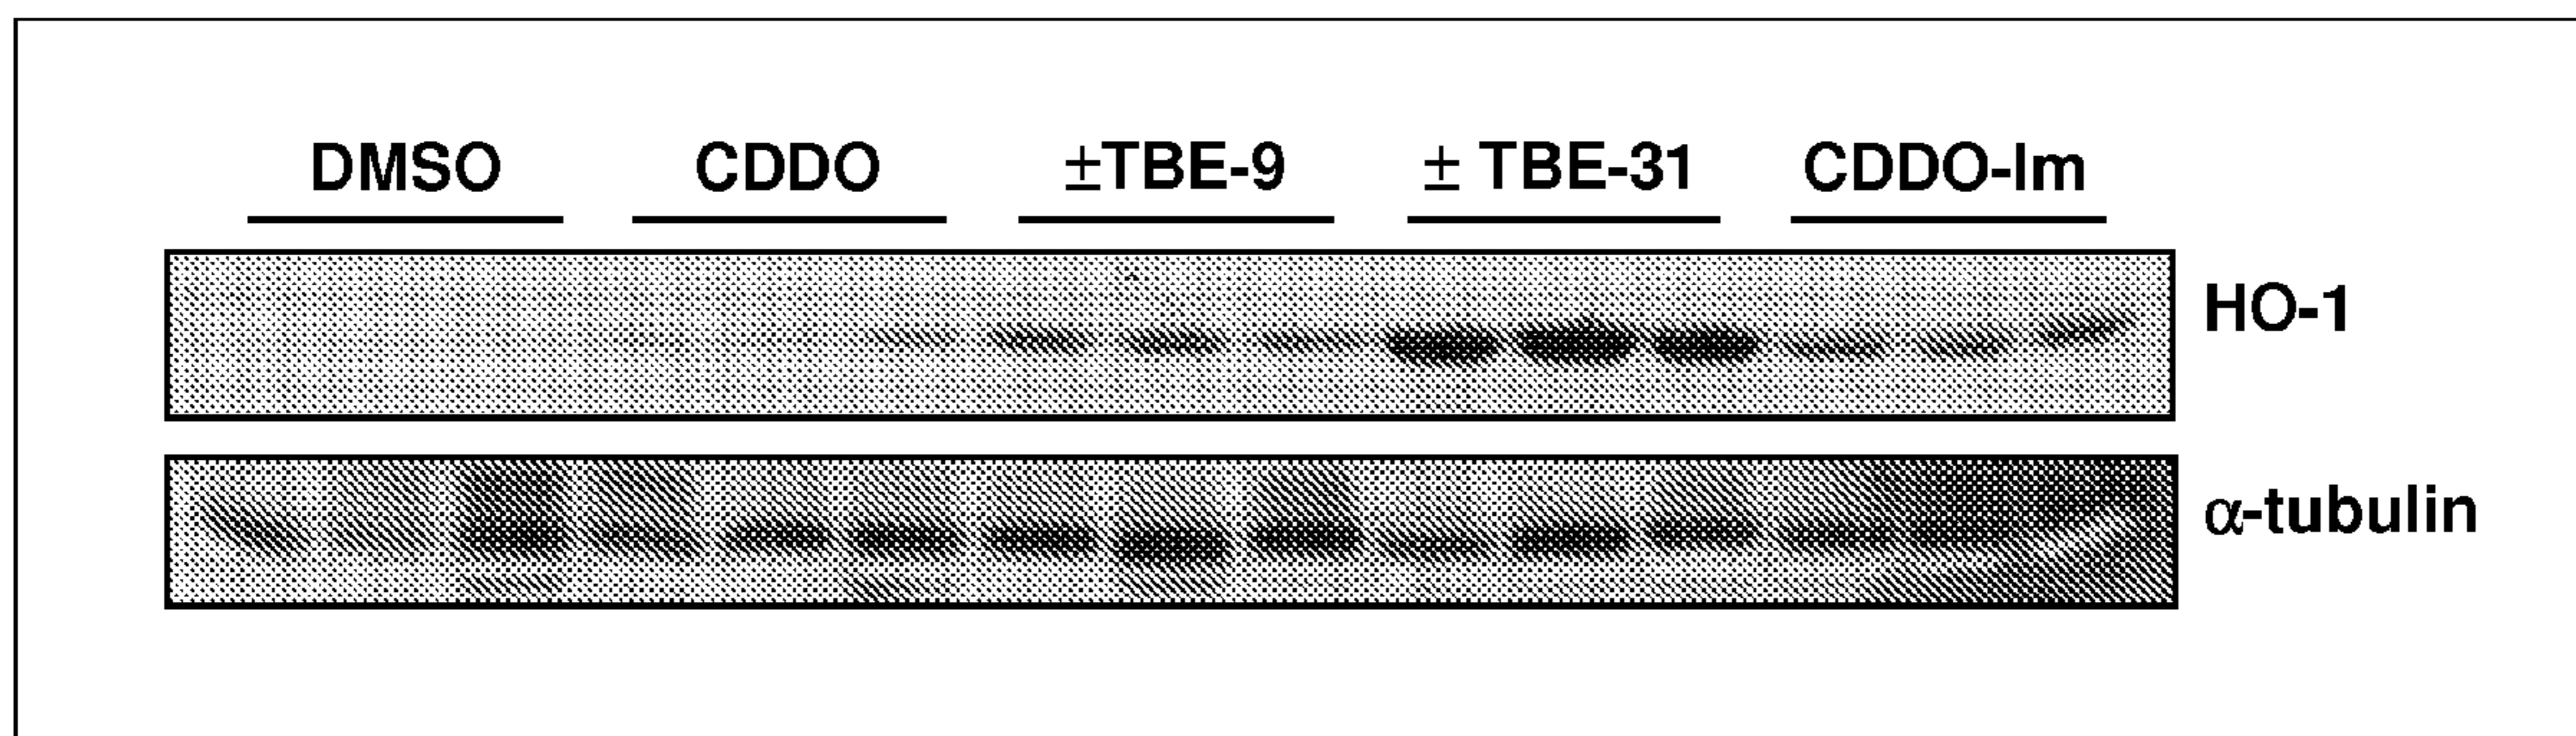 DMSO CDDO ±TBE-9 ± TBE-31 CDDO-Im
HO-1
α-tubulin